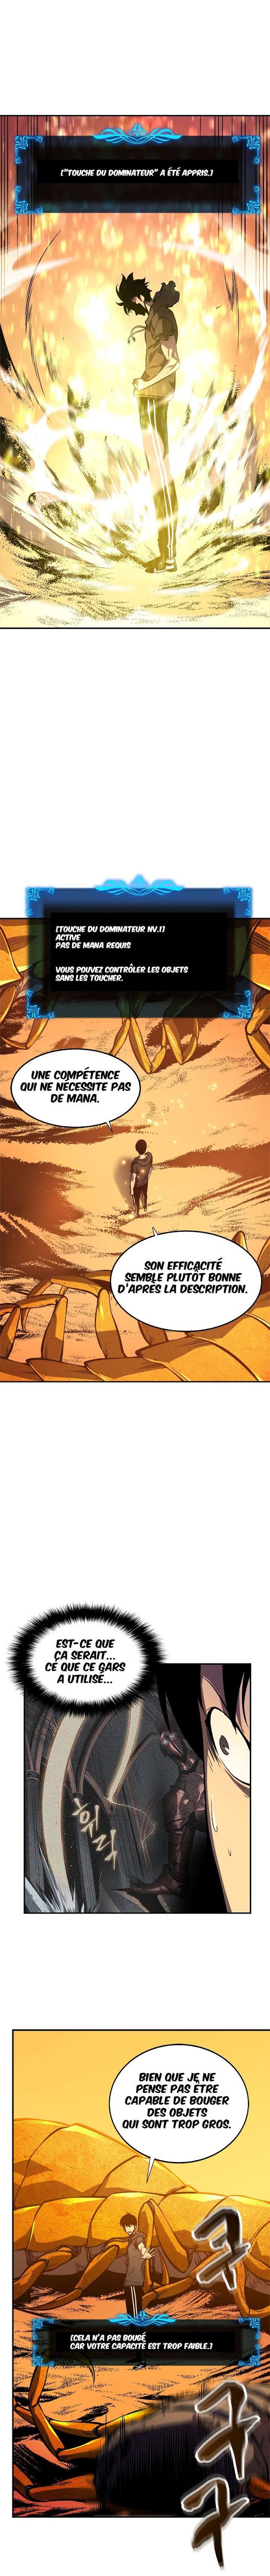 ["TOUCHE DU DOMINATEUR" A ÉTÉ APPRIS.]
[TOUCHE DU DOMINATEUR NV.1]
ACTIVE
PAS DE MANA REQUIS
VOUS POUVEZ CONTRÔLER LES OBJETS
SANS LES TOUCHER.
UNE COMPÉTENCE
QUI NE NÉCESSITE PAS
DE MANA.
SON EFFICACITÉ
SEMBLE PLUTÔT BONNE
D'APRÈS LA DESCRIPTION.
EST-CE QUE
ÇA SERAIT...
CE QUE CE GARS
A UTILISÉ...
휘릭
BIEN QUE JE NE
PENSE PAS ÊTRE
CAPABLE DE BOUGER
DES OBJETS
QUI SONT TROP GROS.
[CELA N'A PAS BOUGÉ
CAR VOTRE CAPACITÉ EST TROP FAIBLE.]